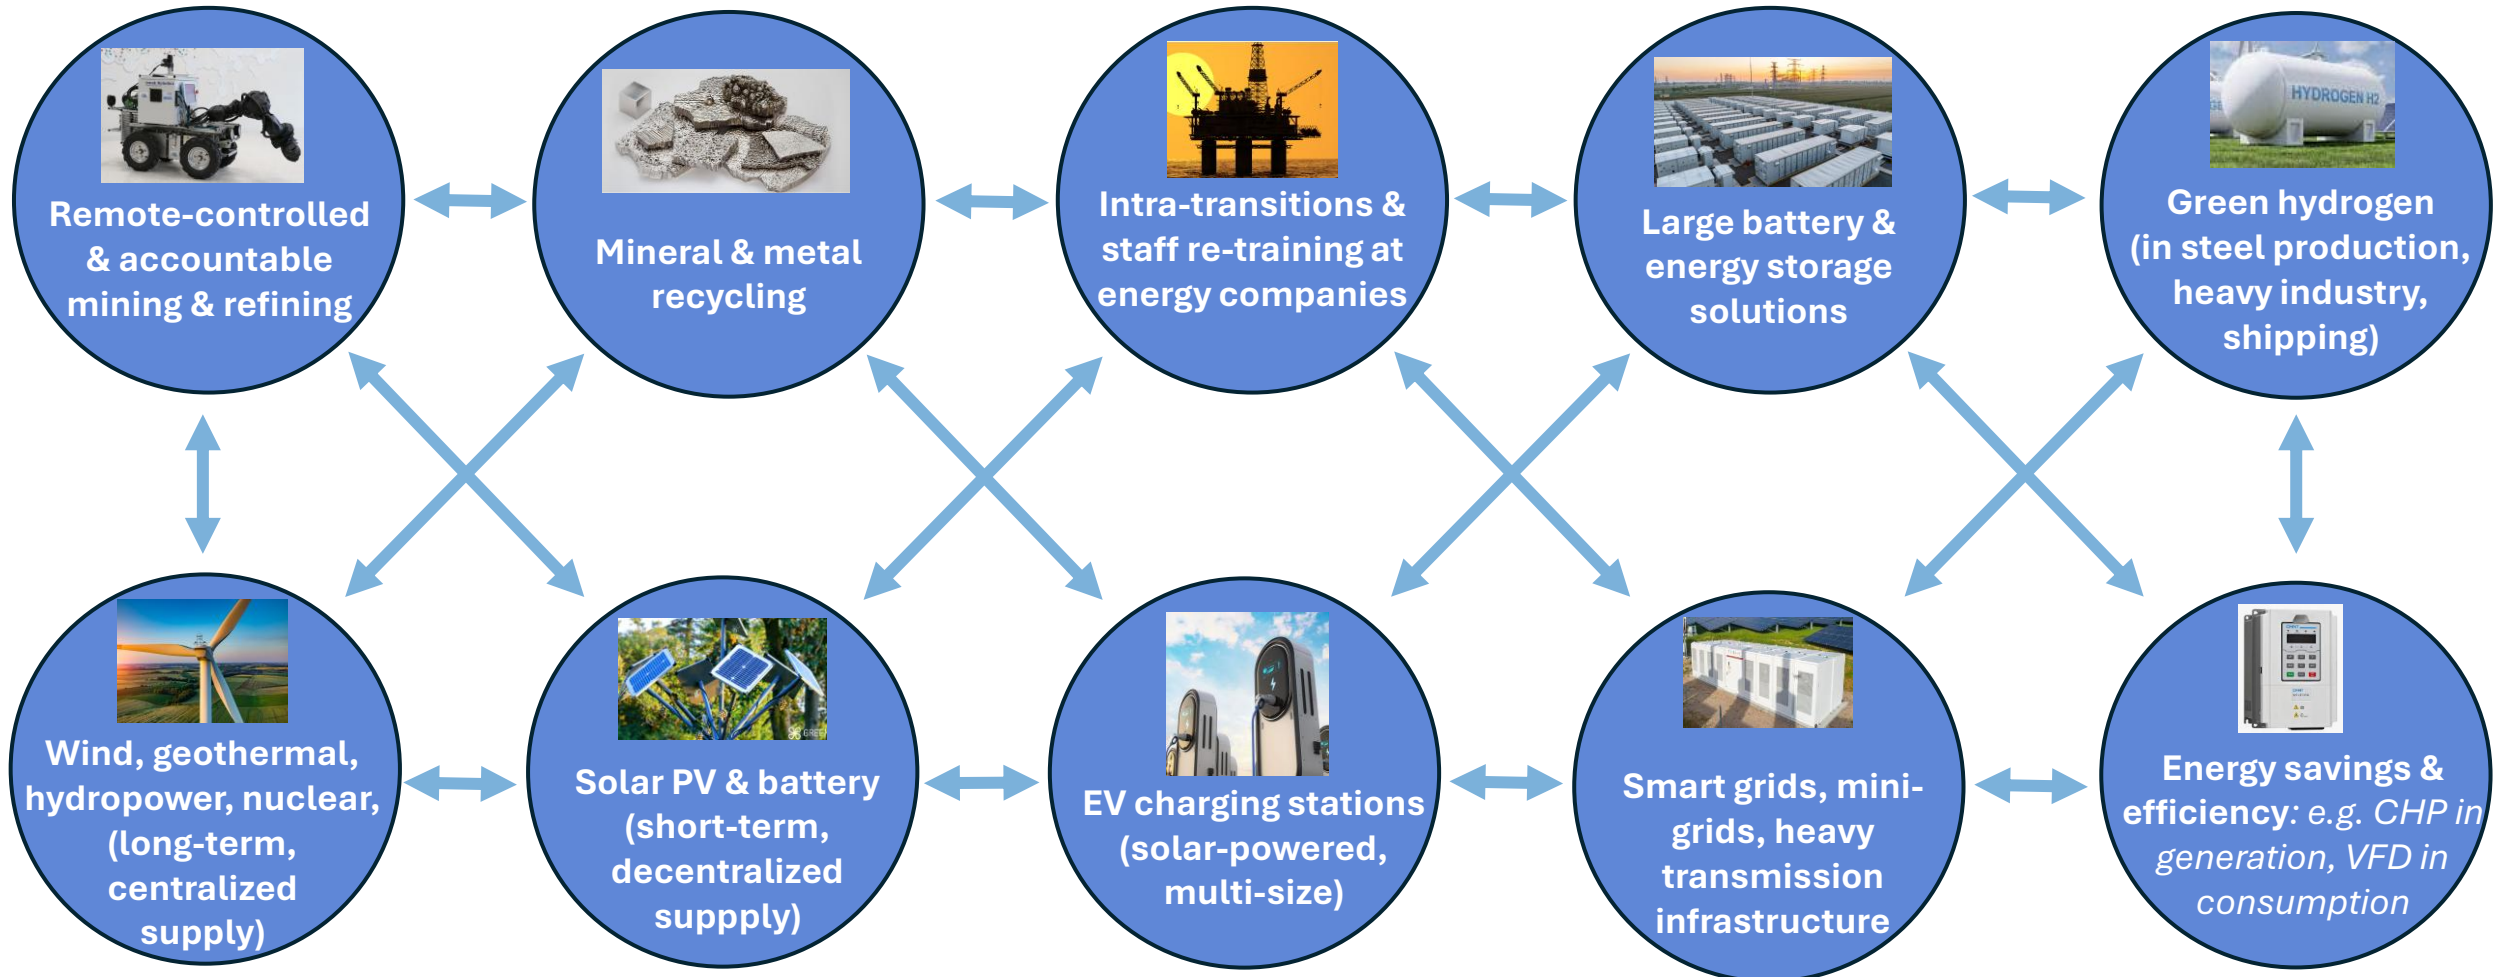 Remote-controlled
& accountable
mining & refining
Mineral & metal
recycling
Intra-transitions &
staff re-training at
energy companies
Large battery &
energy storage
solutions
HYDROGEN H2
Green hydrogen
(in steel production,
heavy industry,
shipping)
Wind, geothermal,
hydropower, nuclear,
(long-term,
centralized
supply)
Solar PV & battery
(short-term,
decentralized
suppply)
EV charging stations
(solar-powered,
multi-size)
Smart grids, mini-
grids, heavy
transmission
infrastructure
Energy savings &
efficiency: e.g. CHP in
generation, VFD in
consumption